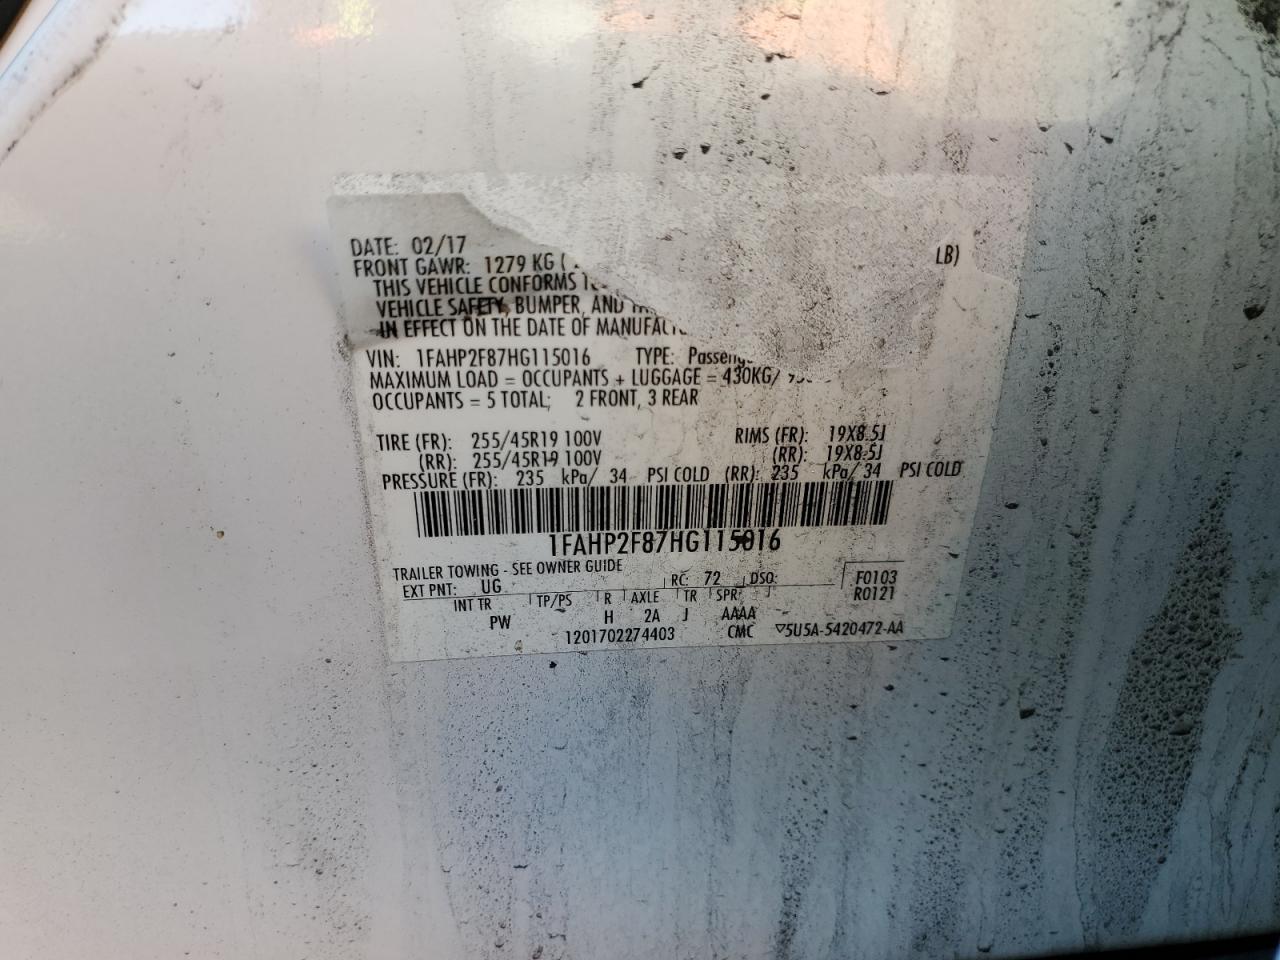 DATE: 02/17
FRONT GAWR: 1279 KG ( LB)
THIS VEHICLE CONFORMS
VEHICLE SAFETY, BUMPER, AND
IN EFFECT ON THE DATE OF
VIN: 1FAHP2F87HG115016 TYPE:
MAXIMUM LOAD = OCCUPANTS + LUGGAGE = 430KG/
OCCUPANTS = 5 TOTAL; 2 FRONT, 3 REAR
TIRE (FR): 255/45R19 100V RIMS (FR): 19X8.5J
(RR): 255/45R19 100V (RR): 19X8.5J
PRESSURE (FR): 235 kPa/ 34 PSI COLD (RR): 235 kPa/ 34 PSI COLD
1FAHP2F87HG115016
TRAILER TOWING - SEE OWNER GUIDE
EXT PNT: UG RC: 72 DSO: F0103
R0121
INT TR TP/PS R AXLE TR SPR
PW H 2A J AAAA
1201702274403 CMC ▽5U5A-5420472-AA